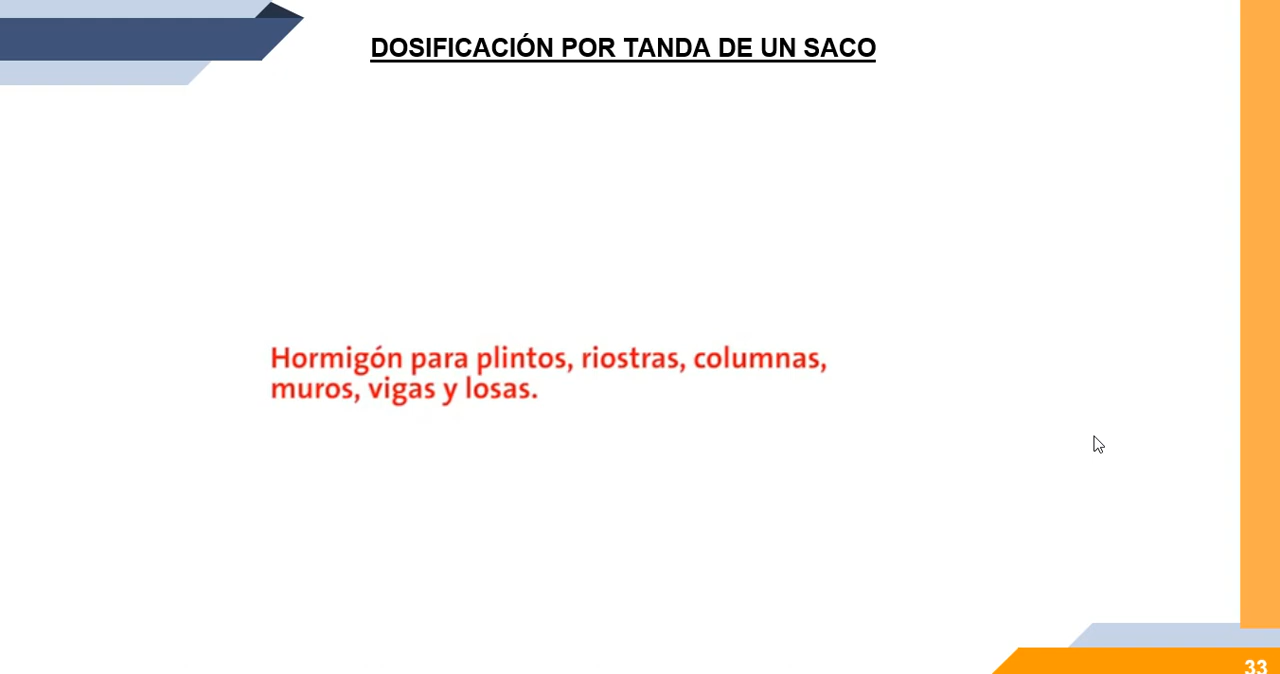 DOSIFICACIÓN POR TANDA DE UN SACO
Hormigón para plintos, riostras, columnas,
muros, vigas y losas.
33